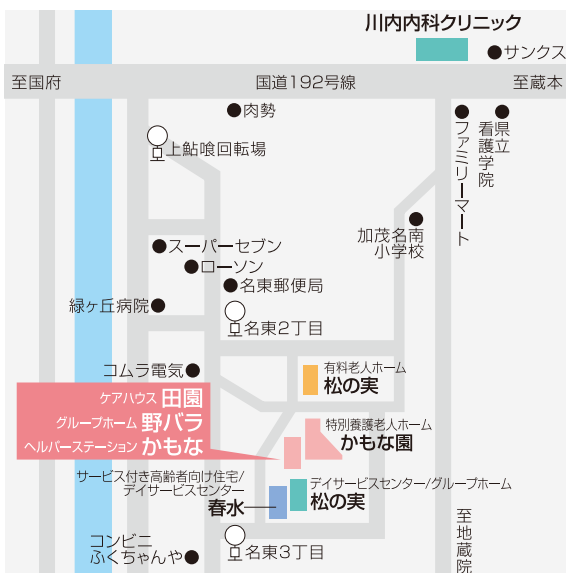 川内内科クリニック
サンクス
至国府
国道192号線
至蔵本
肉勢
上鮎喰回転場
ファミリーマート
県立
看護学院
加茂名南
小学校
スーパーセブン
ローソン
名東郵便局
緑ヶ丘病院
名東2丁目
コムラ電気
有料老人ホーム
松の実
ケアハウス 田園
グループホーム 野バラ
ヘルパーステーション かもな
特別養護老人ホーム
かもな園
サービス付き高齢者向け住宅/
デイサービスセンター
春水
デイサービスセンター/グループホーム
松の実
至地蔵院
コンビニ
ふくちゃんや
名東3丁目